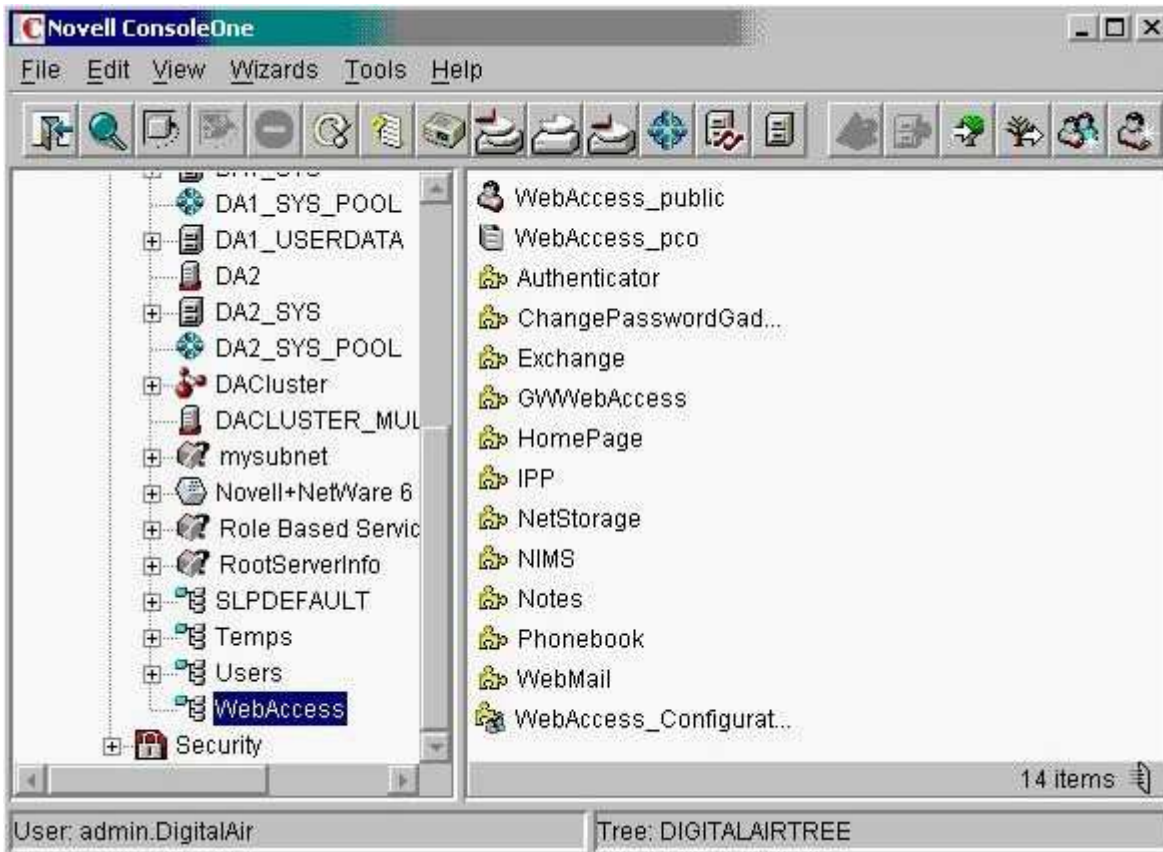 Novell ConsoleOne
File Edit View Wizards Tools Help
DA1_SYS
DA1_SYS_POOL
DA1_USERDATA
DA2
DA2_SYS
DA2_SYS_POOL
DACluster
DACLUSTER_MUL
mysubnet
Novell+NetWare 6
Role Based Servic
RootServerInfo
SLPDEFAULT
Temps
Users
WebAccess
Security
WebAccess_public
WebAccess_pco
Authenticator
ChangePasswordGad...
Exchange
GWWebAccess
HomePage
IPP
NetStorage
NIMS
Notes
Phonebook
WebMail
WebAccess_Configurat...
14 items
User: admin.DigitalAir
Tree: DIGITALAIRTREE